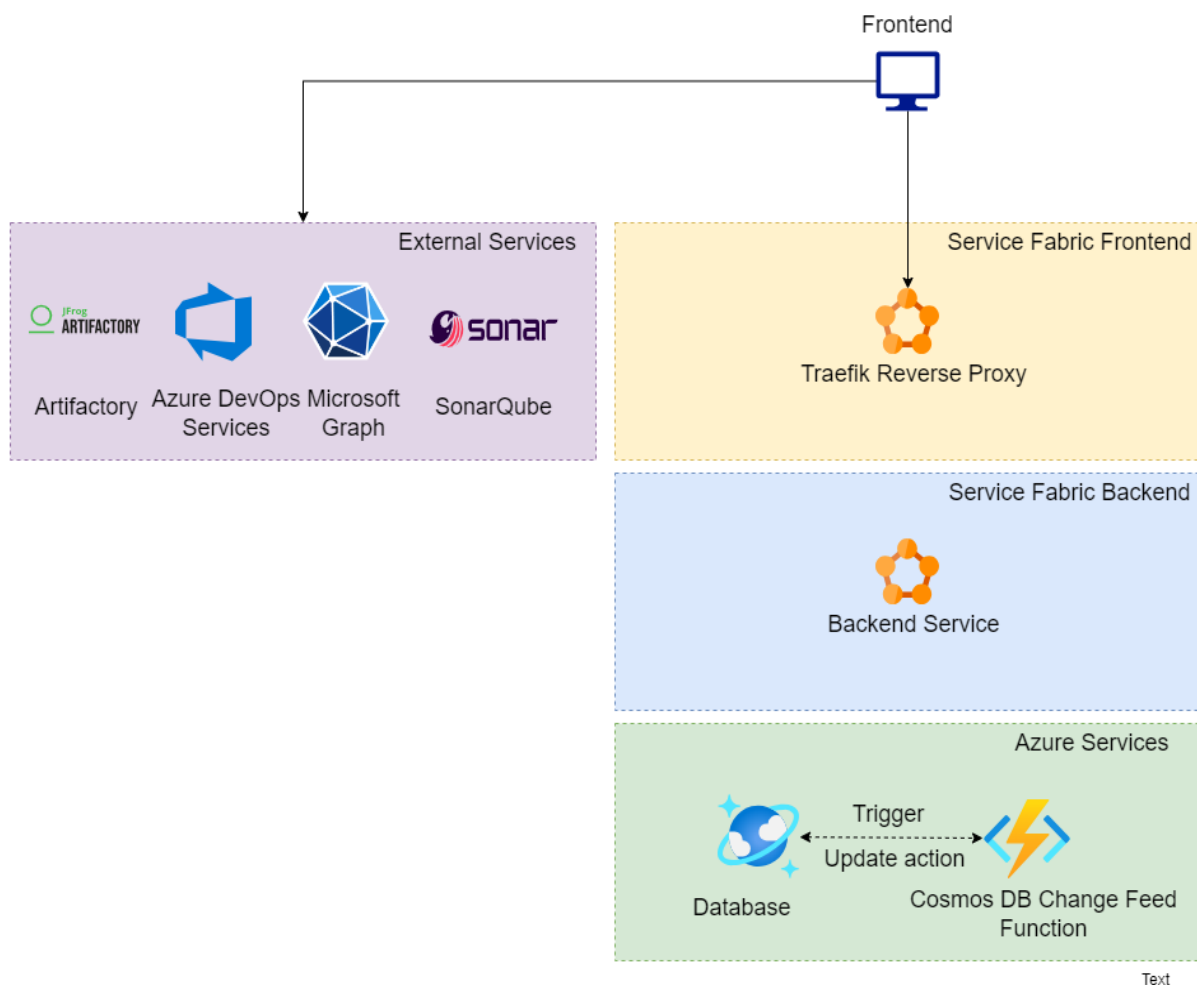 Frontend
External Services
Service Fabric Frontend
JFrog
ARTIFACTORY
sonar
Artifactory
Azure DevOps
Services
Microsoft
Graph
SonarQube
Traefik Reverse Proxy
Service Fabric Backend
Backend Service
Azure Services
Trigger
Update action
Database
Cosmos DB Change Feed
Function
Text